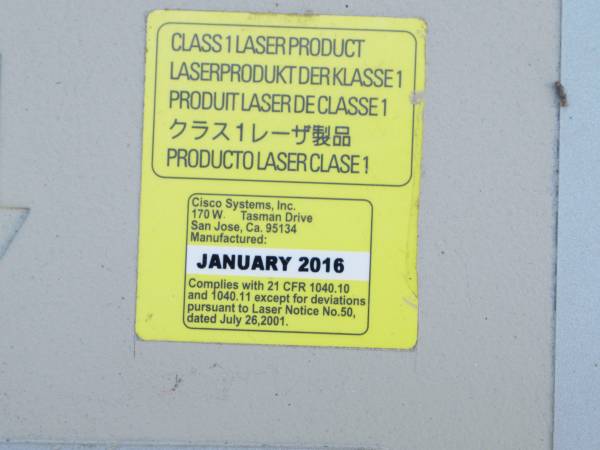 CLASS 1 LASER PRODUCT
LASERPRODUKT DER KLASSE 1
PRODUIT LASER DE CLASSE 1
クラス1レーザ製品
PRODUCTO LASER CLASE 1
Cisco Systems, Inc.
170 W. Tasman Drive
San Jose, Ca. 95134
Manufactured:
JANUARY 2016
Complies with 21 CFR 1040.10
and 1040.11 except for deviations
pursuant to Laser Notice No.50,
dated July 26,2001.